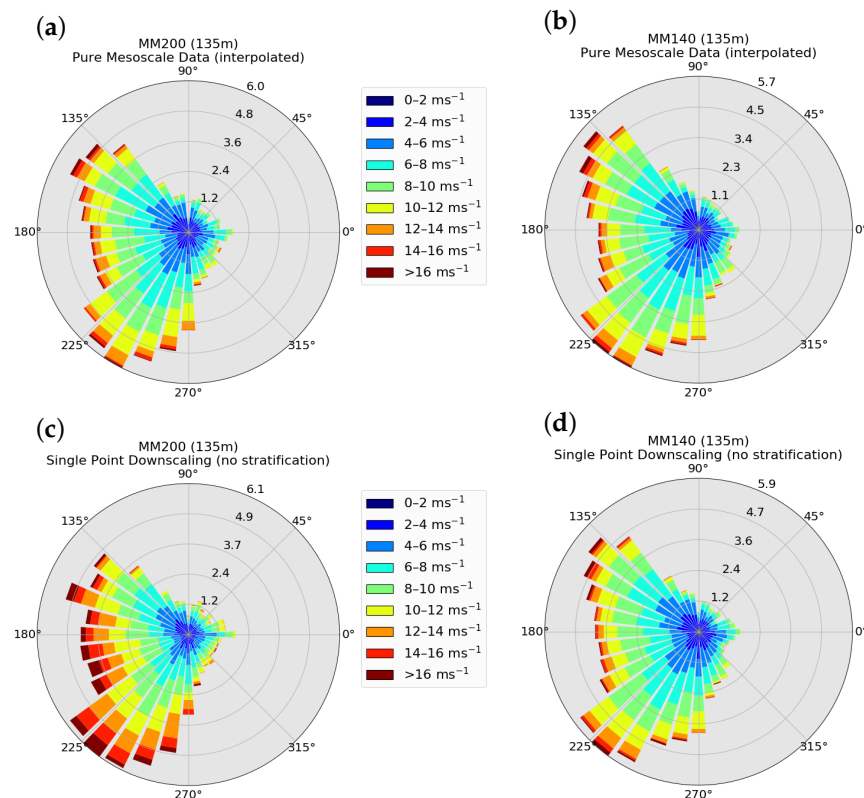 (a)
MM200 (135m)
Pure Mesoscale Data (interpolated)
90°
6.0
135°
45°
4.8
3.6
2.4
1.2
180°
0°
225°
315°
270°
0–2 ms⁻¹
2–4 ms⁻¹
4–6 ms⁻¹
6–8 ms⁻¹
8–10 ms⁻¹
10–12 ms⁻¹
12–14 ms⁻¹
14–16 ms⁻¹
>16 ms⁻¹
(b)
MM140 (135m)
Pure Mesoscale Data (interpolated)
90°
5.7
135°
45°
4.5
3.4
2.3
1.1
180°
0°
225°
315°
270°
(c)
MM200 (135m)
Single Point Downscaling (no stratification)
90°
6.1
135°
45°
4.9
3.7
2.4
1.2
180°
0°
225°
315°
270°
0–2 ms⁻¹
2–4 ms⁻¹
4–6 ms⁻¹
6–8 ms⁻¹
8–10 ms⁻¹
10–12 ms⁻¹
12–14 ms⁻¹
14–16 ms⁻¹
>16 ms⁻¹
(d)
MM140 (135m)
Single Point Downscaling (no stratification)
90°
5.9
135°
45°
4.7
3.6
2.4
1.2
180°
0°
225°
315°
270°